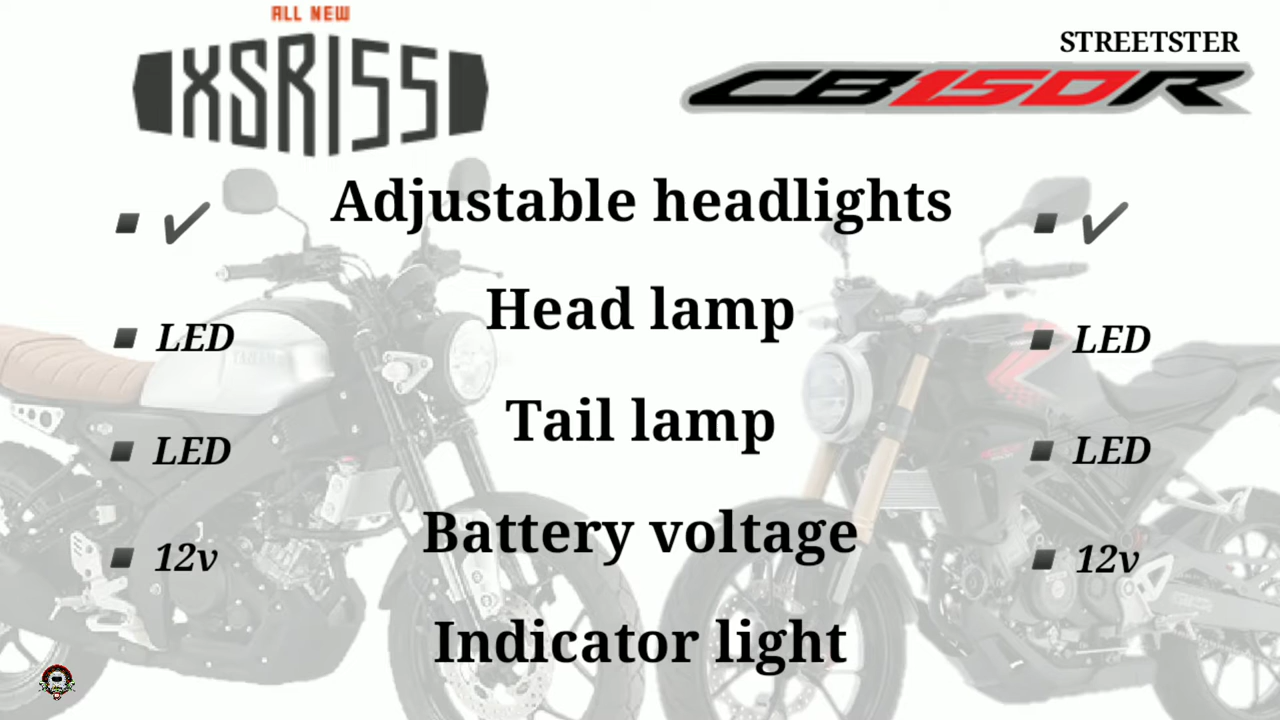 ALL NEW
XSR155
STREETSTER
CB150R
Adjustable headlights
✔ ✔
Head lamp
LED LED
Tail lamp
LED LED
Battery voltage
12v 12v
Indicator light